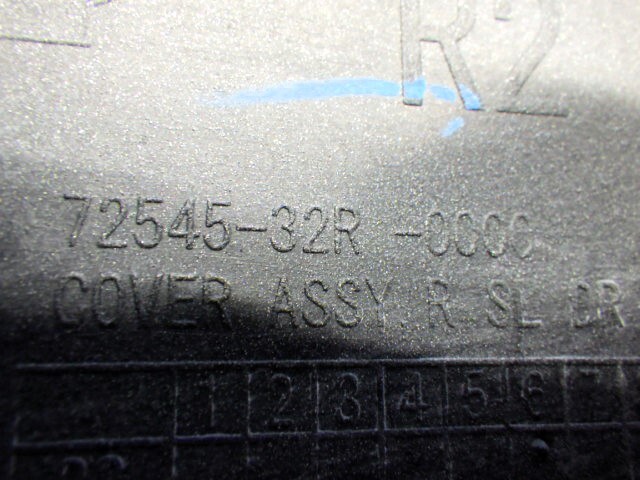 R2
72545-32R -0000
COVER ASSY, R SL DR
1 2 3 4 5 6 7